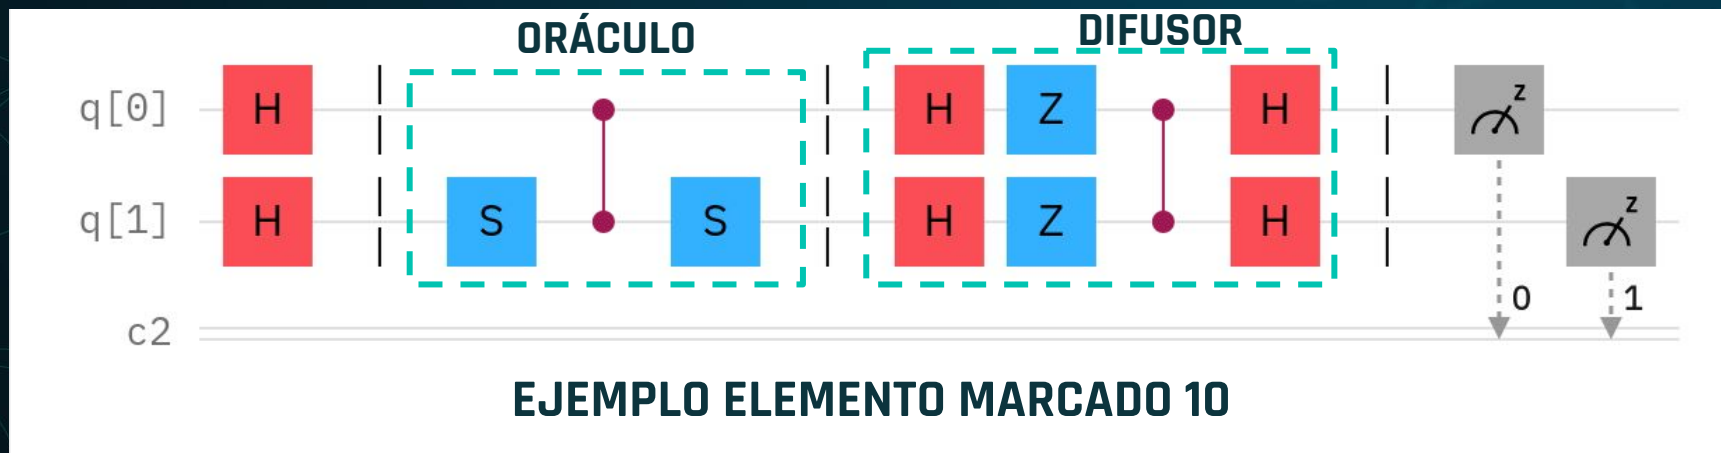 ORÁCULO DIFUSOR
q[0] H H Z H z
q[1] H S S H Z H z
0 1
c2
EJEMPLO ELEMENTO MARCADO 10